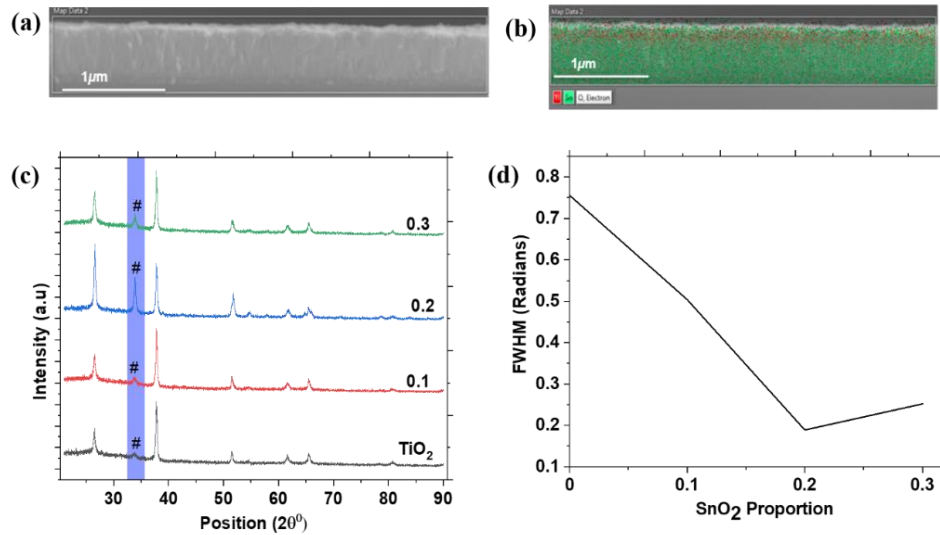 (a)
Map Data 2
1µm
(b)
Map Data 2
1µm
Sn
O, Electron
(c)
#
0.3
#
0.2
#
0.1
#
TiO2
Intensity (a.u)
30 40 50 60 70 80 90
Position (2θ⁰)
(d)
0.8
0.7
0.6
0.5
0.4
0.3
0.2
0.1
FWHM (Radians)
0 0.1 0.2 0.3
SnO2 Proportion